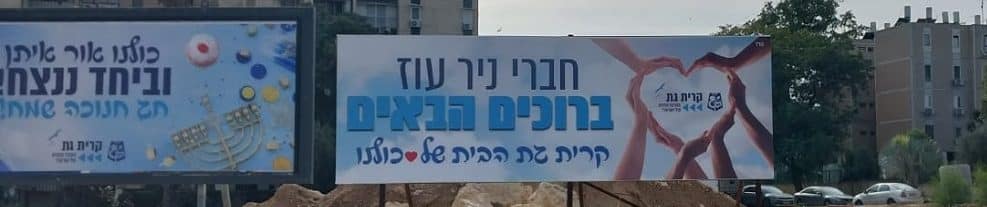 כולנו אור איתן
וביחד ננצח!
חג חנוכה שמח!
קרית גת
חברי ניר עוז
ברוכים הבאים
קרית גת הבית של כולנו
קרית גת